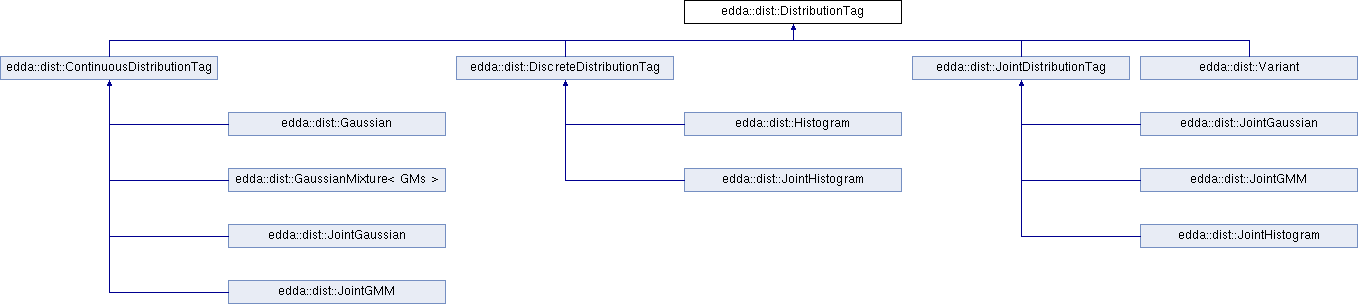 edda::dist::DistributionTag
edda::dist::ContinuousDistributionTag
edda::dist::DiscreteDistributionTag
edda::dist::JointDistributionTag
edda::dist::Variant
edda::dist::Gaussian
edda::dist::Histogram
edda::dist::JointGaussian
edda::dist::GaussianMixture< GMs >
edda::dist::JointHistogram
edda::dist::JointGMM
edda::dist::JointGaussian
edda::dist::JointHistogram
edda::dist::JointGMM